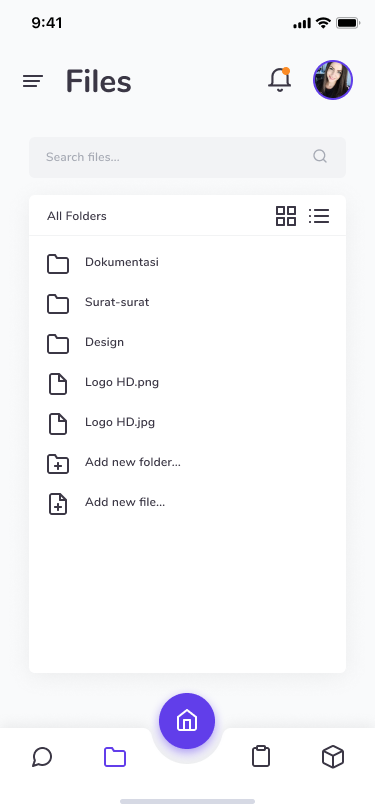 9:41
Files
Search files...
All Folders
Dokumentasi
Surat-surat
Design
Logo HD.png
Logo HD.jpg
Add new folder...
Add new file...